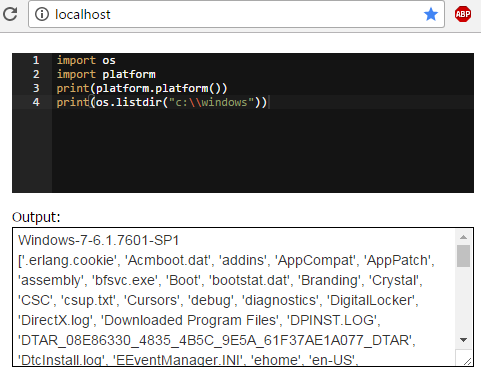 localhost
ABP
1 import os
2 import platform
3 print(platform.platform())
4 print(os.listdir("c:\\windows"))
Output:
Windows-7-6.1.7601-SP1
['.erlang.cookie', 'Acmboot.dat', 'addins', 'AppCompat', 'AppPatch',
'assembly', 'bfsvc.exe', 'Boot', 'bootstat.dat', 'Branding', 'Crystal',
'CSC', 'csup.txt', 'Cursors', 'debug', 'diagnostics', 'DigitalLocker',
'DirectX.log', 'Downloaded Program Files', 'DPINST.LOG',
'DTAR_08E86330_4835_4B5C_9E5A_61F37AE1A077_DTAR',
'DtcInstall.log', 'EEventManager.INI', 'ehome', 'en-US',